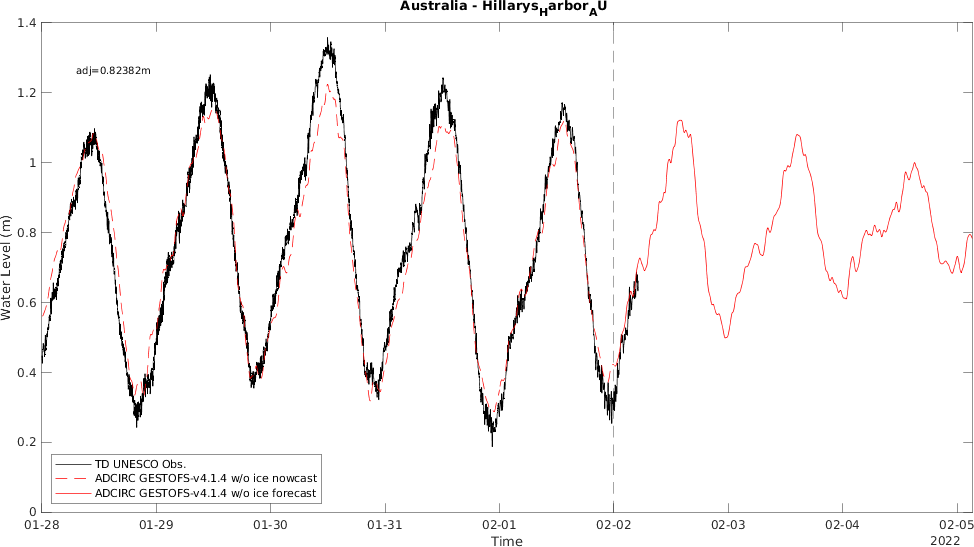 Australia - HillarysHarborAU
1.4
adj=0.82382m
1.2
1
0.8
Water Level (m)
0.6
0.4
0.2
0
TD UNESCO Obs.
ADCIRC GESTOFS-v4.1.4 w/o ice nowcast
ADCIRC GESTOFS-v4.1.4 w/o ice forecast
01-28 01-29 01-30 01-31 02-01 02-02 02-03 02-04 02-05
Time
2022